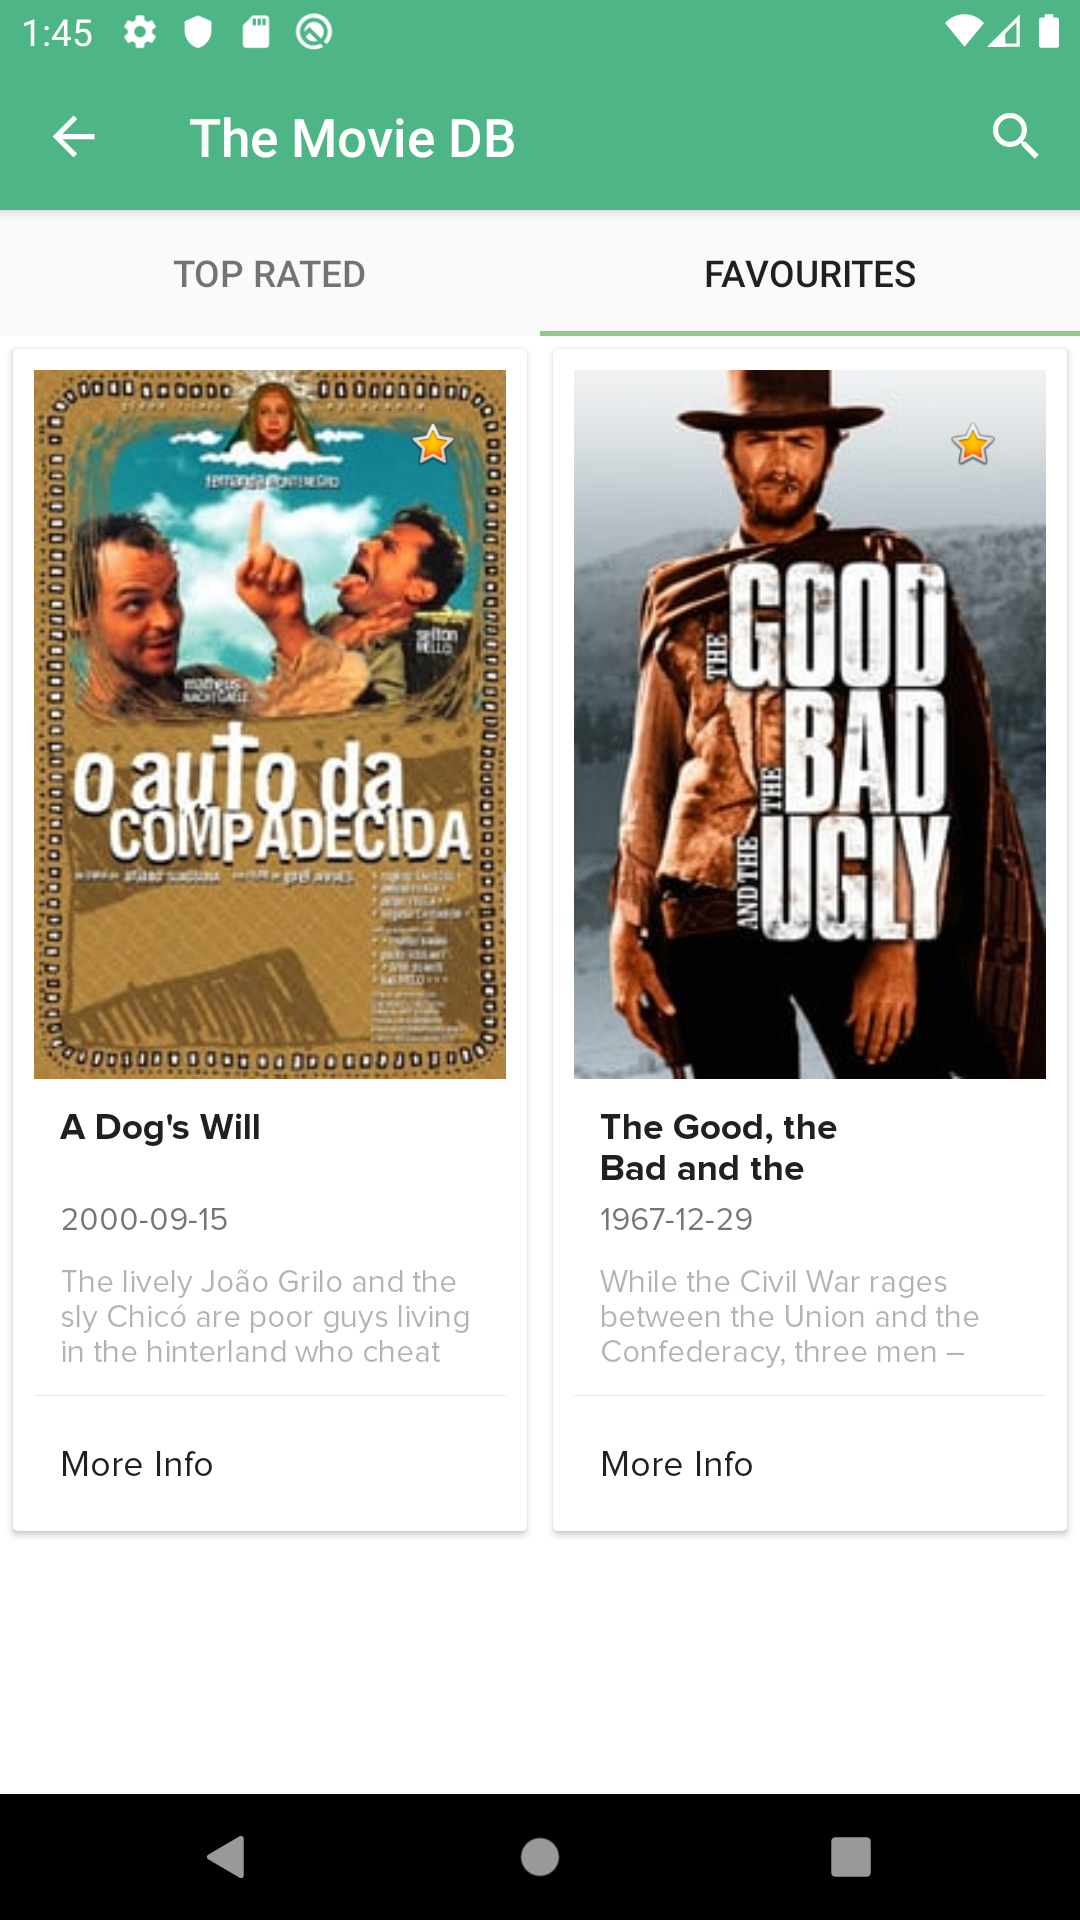 1:45
The Movie DB
TOP RATED
FAVOURITES
fernanda MONTENEGRO
selton
MELLO
matheus
NACHTERGAELE
o auto da
COMPADECIDA
THE GOOD
THE BAD
AND THE UGLY
A Dog's Will
2000-09-15
The lively João Grilo and the
sly Chicó are poor guys living
in the hinterland who cheat
More Info
The Good, the
Bad and the
1967-12-29
While the Civil War rages
between the Union and the
Confederacy, three men –
More Info